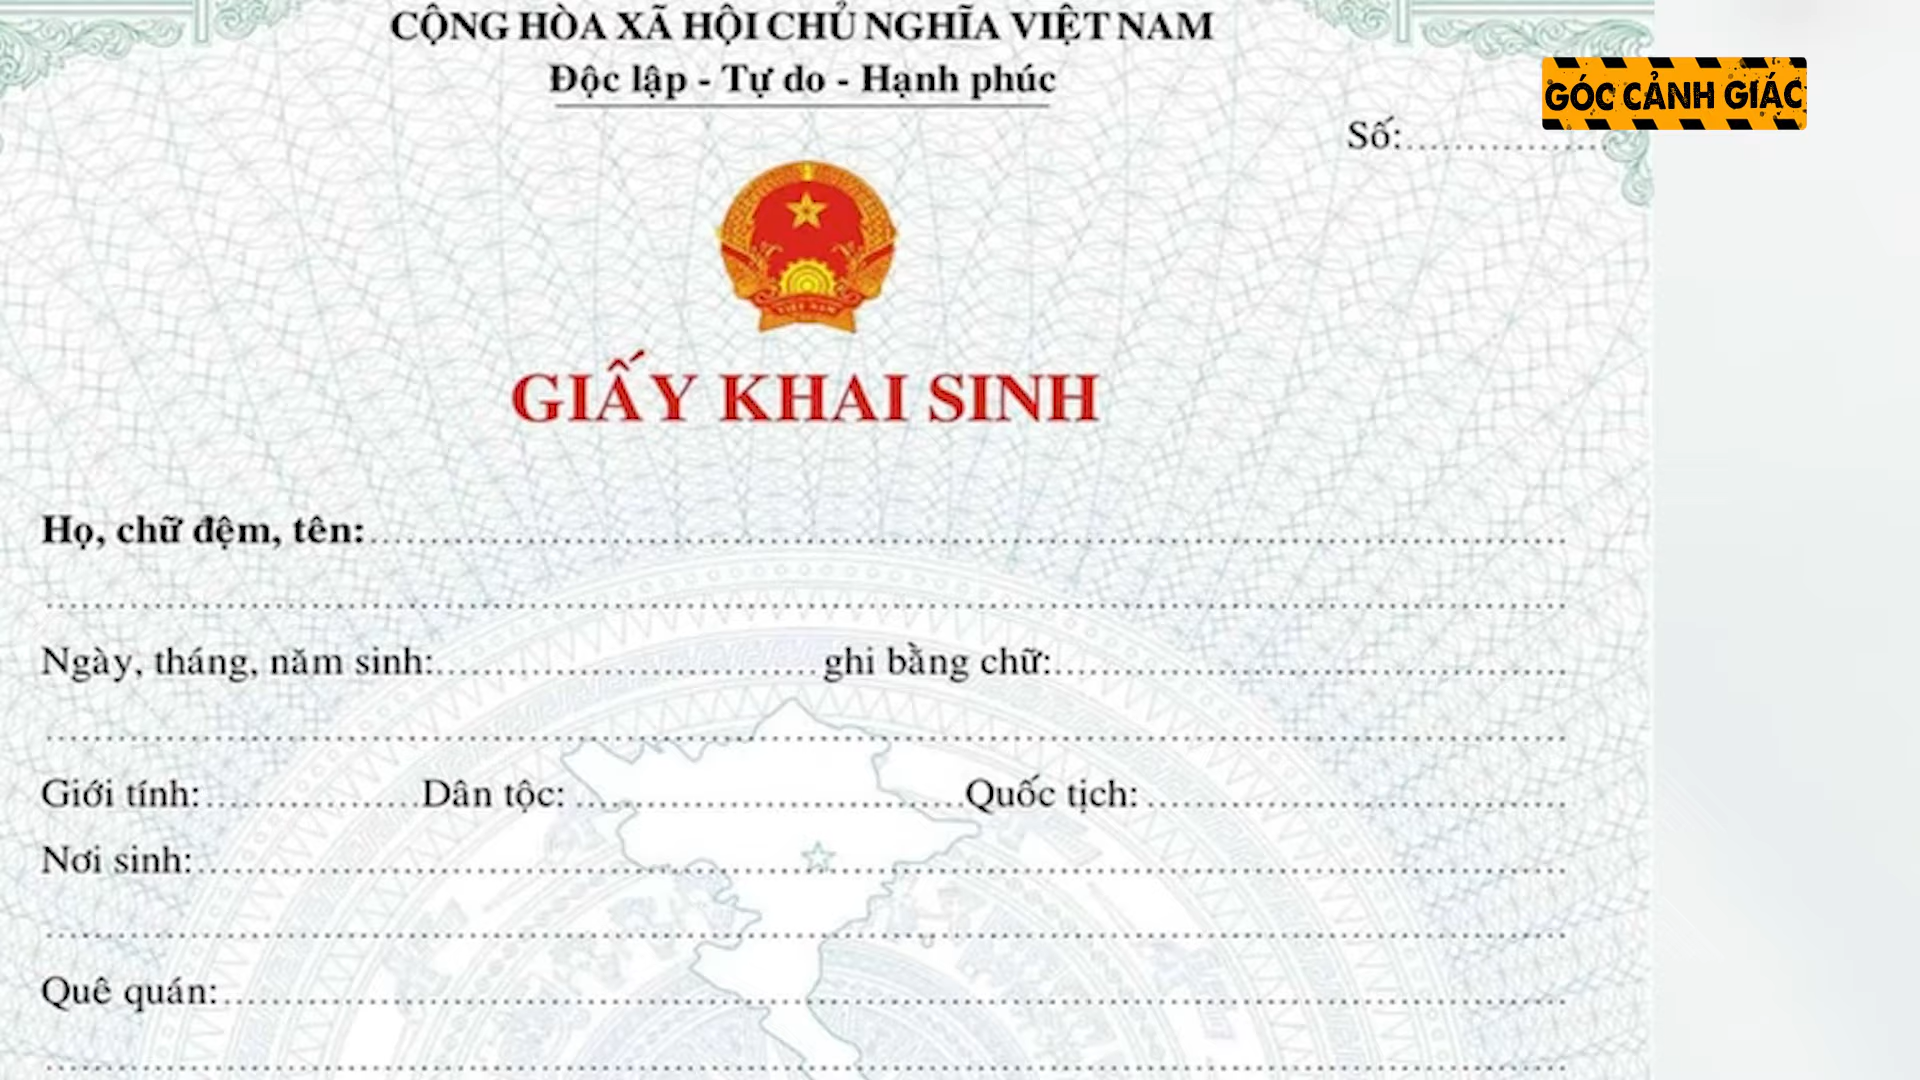 CỘNG HÒA XÃ HỘI CHỦ NGHĨA VIỆT NAM
Độc lập - Tự do - Hạnh phúc
GÓC CẢNH GIÁC
Số:
VIỆT NAM
GIẤY KHAI SINH
Họ, chữ đệm, tên:
Ngày, tháng, năm sinh: ghi bằng chữ:
Giới tính: Dân tộc: Quốc tịch:
Nơi sinh:
Quê quán: